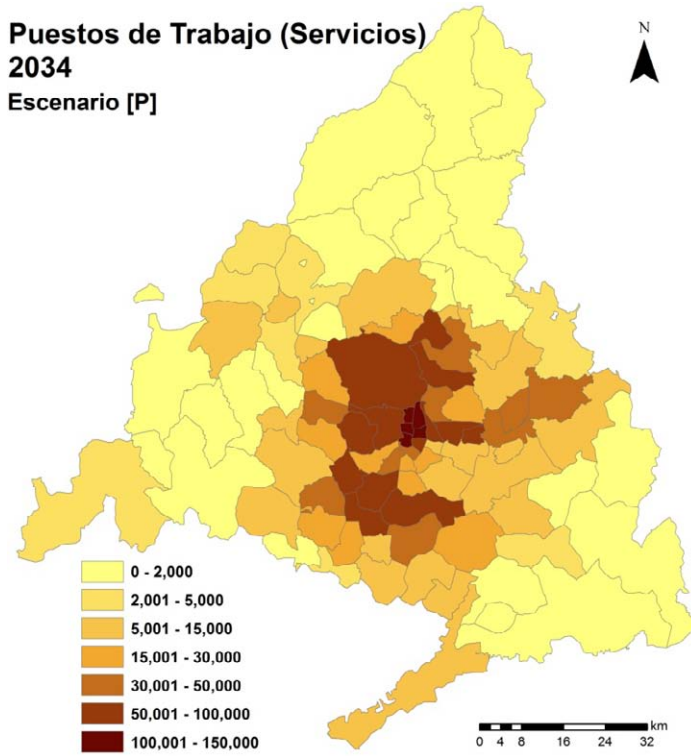 Puestos de Trabajo (Servicios)
2034
Escenario [P]
N
0 - 2,000
2,001 - 5,000
5,001 - 15,000
15,001 - 30,000
30,001 - 50,000
50,001 - 100,000
100,001 - 150,000
km
0 4 8 16 24 32